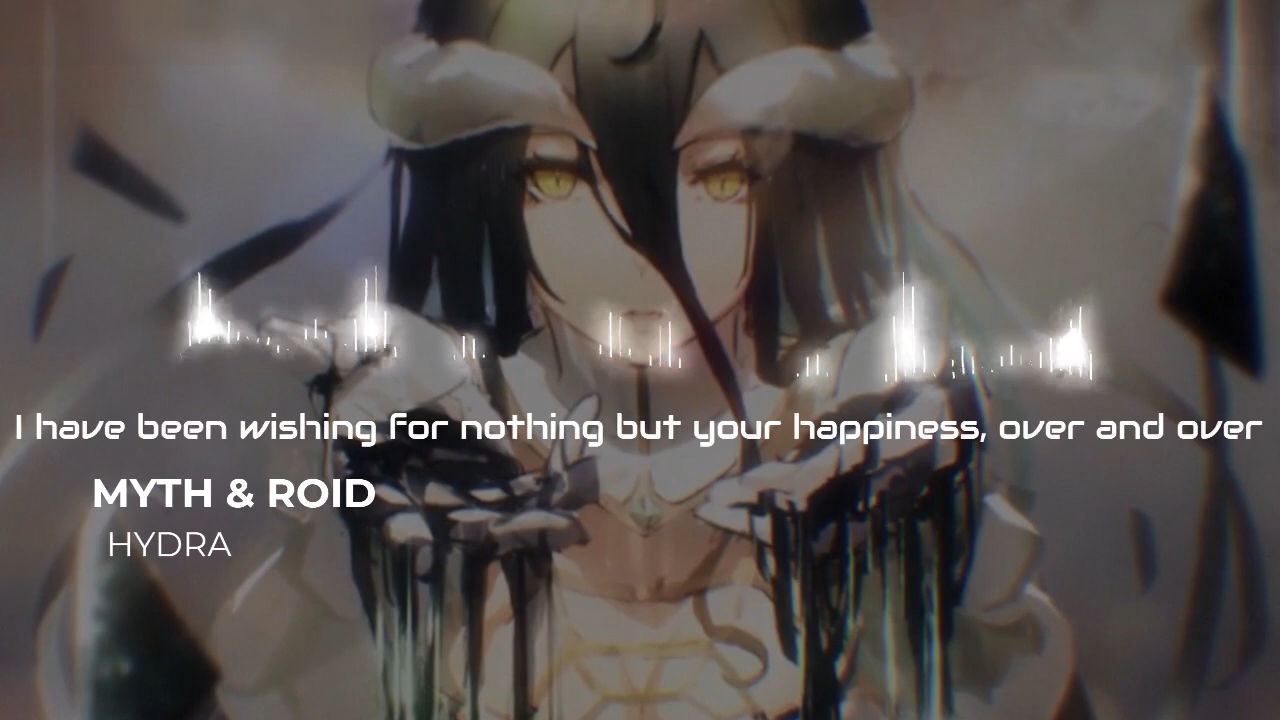 I have been wishing for nothing but your happiness, over and over
MYTH & ROID
HYDRA